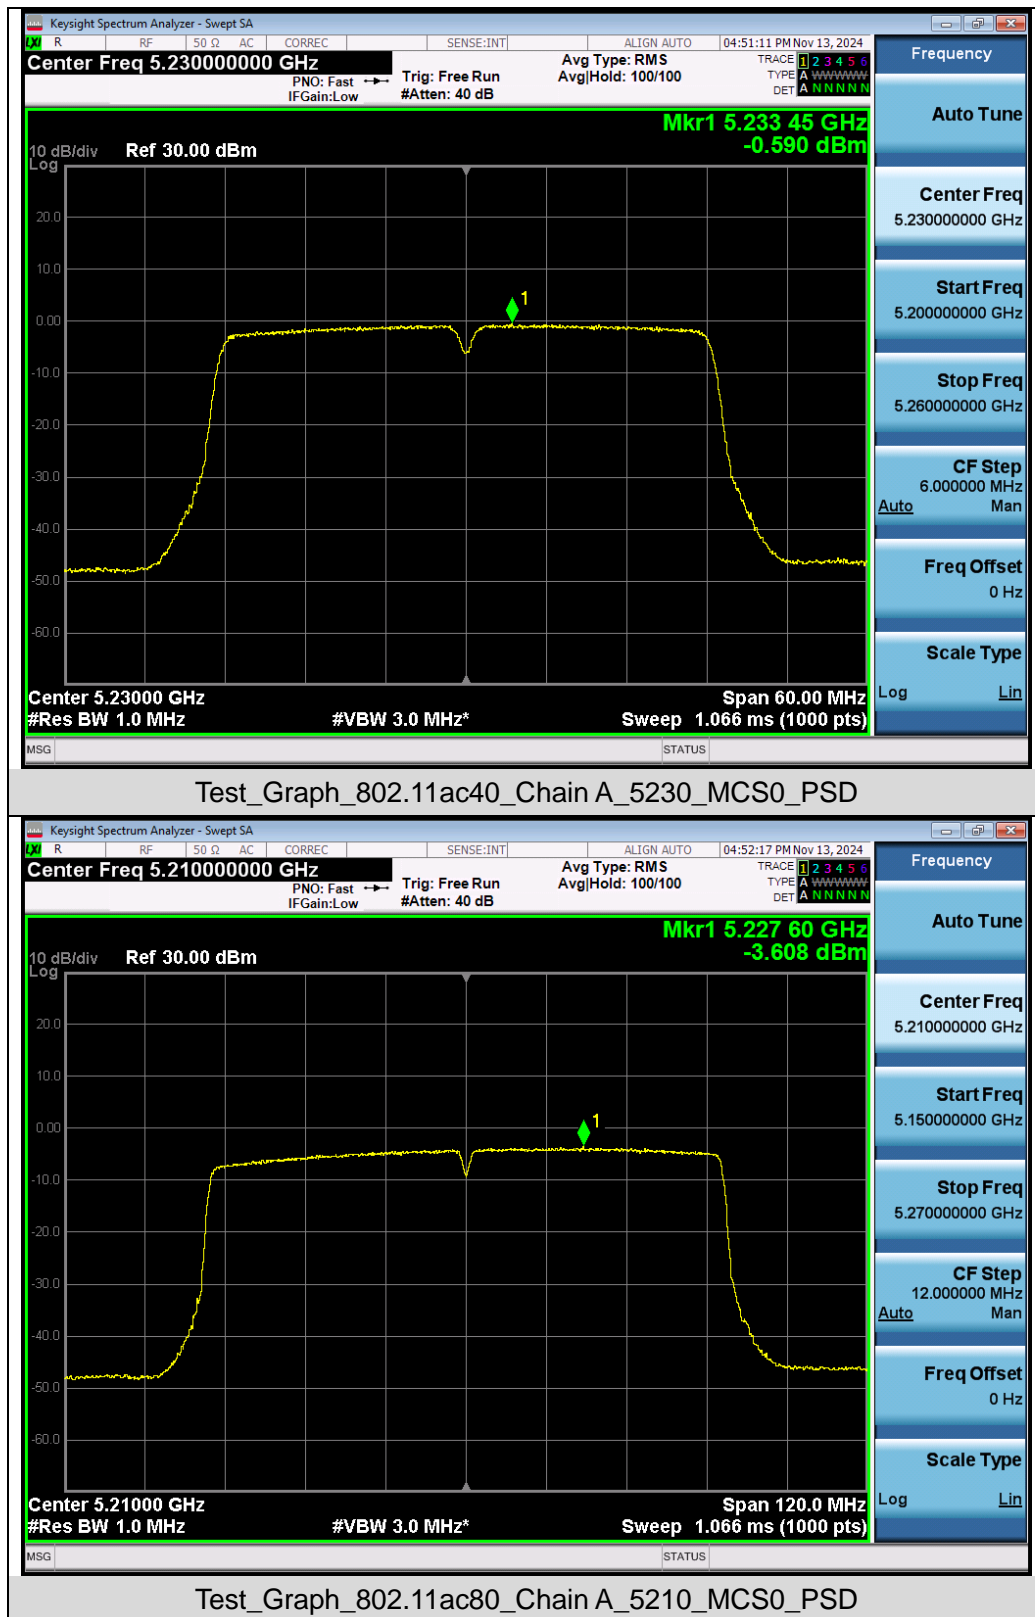 Keysight Spectrum Analyzer - Swept SA
LXI R RF 50 Ω AC CORREC SENSE:INT ALIGN AUTO 04:51:11 PM Nov 13, 2024
Center Freq 5.230000000 GHz
PNO: Fast
IFGain:Low
Trig: Free Run
#Atten: 40 dB
Avg Type: RMS
Avg|Hold: 100/100
TRACE 1 2 3 4 5 6
TYPE A WWWWW
DET A N N N N N
Mkr1 5.233 45 GHz
-0.590 dBm
10 dB/div Ref 30.00 dBm
Log
20.0
10.0
0.00
-10.0
-20.0
-30.0
-40.0
-50.0
-60.0
1
Center 5.23000 GHz Span 60.00 MHz
#Res BW 1.0 MHz #VBW 3.0 MHz* Sweep 1.066 ms (1000 pts)
MSG STATUS
Frequency
Auto Tune
Center Freq
5.230000000 GHz
Start Freq
5.200000000 GHz
Stop Freq
5.260000000 GHz
CF Step
6.000000 MHz
Auto Man
Freq Offset
0 Hz
Scale Type
Log Lin
Test_Graph_802.11ac40_Chain A_5230_MCS0_PSD
Keysight Spectrum Analyzer - Swept SA
LXI R RF 50 Ω AC CORREC SENSE:INT ALIGN AUTO 04:52:17 PM Nov 13, 2024
Center Freq 5.210000000 GHz
PNO: Fast
IFGain:Low
Trig: Free Run
#Atten: 40 dB
Avg Type: RMS
Avg|Hold: 100/100
TRACE 1 2 3 4 5 6
TYPE A WWWWW
DET A N N N N N
Mkr1 5.227 60 GHz
-3.608 dBm
10 dB/div Ref 30.00 dBm
Log
20.0
10.0
0.00
-10.0
-20.0
-30.0
-40.0
-50.0
-60.0
1
Center 5.21000 GHz Span 120.0 MHz
#Res BW 1.0 MHz #VBW 3.0 MHz* Sweep 1.066 ms (1000 pts)
MSG STATUS
Frequency
Auto Tune
Center Freq
5.210000000 GHz
Start Freq
5.150000000 GHz
Stop Freq
5.270000000 GHz
CF Step
12.000000 MHz
Auto Man
Freq Offset
0 Hz
Scale Type
Log Lin
Test_Graph_802.11ac80_Chain A_5210_MCS0_PSD